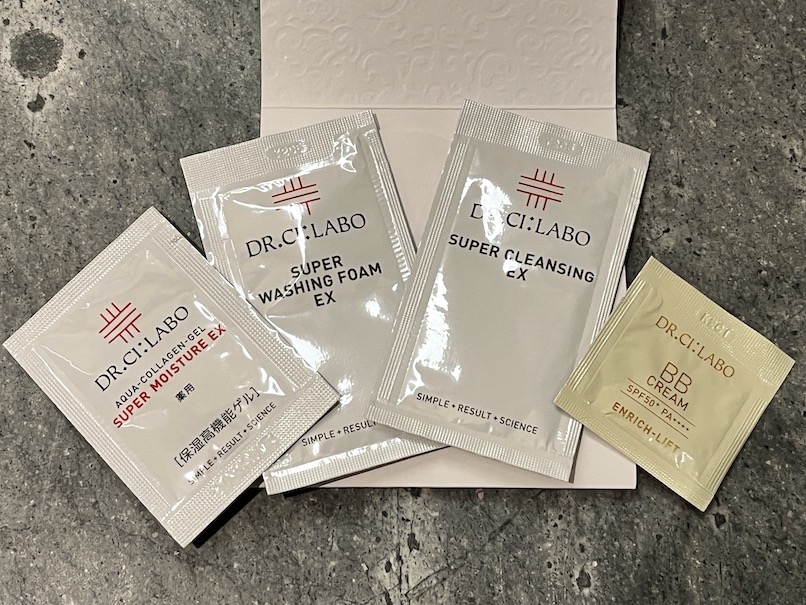 DR.CI:LABO
AQUA-COLLAGEN-GEL
SUPER MOISTURE EX
薬用
[保湿高機能ゲル]
SIMPLE+RESULT+SCIENCE
DR.CI:LABO
SUPER
WASHING FOAM
EX
SIMPLE+RESULT+
DR.CI:LABO
SUPER CLEANSING
EX
SIMPLE+RESULT+SCIENCE
DR.CI:LABO
BB
CREAM
SPF50+ PA++++
ENRICH-LIFT